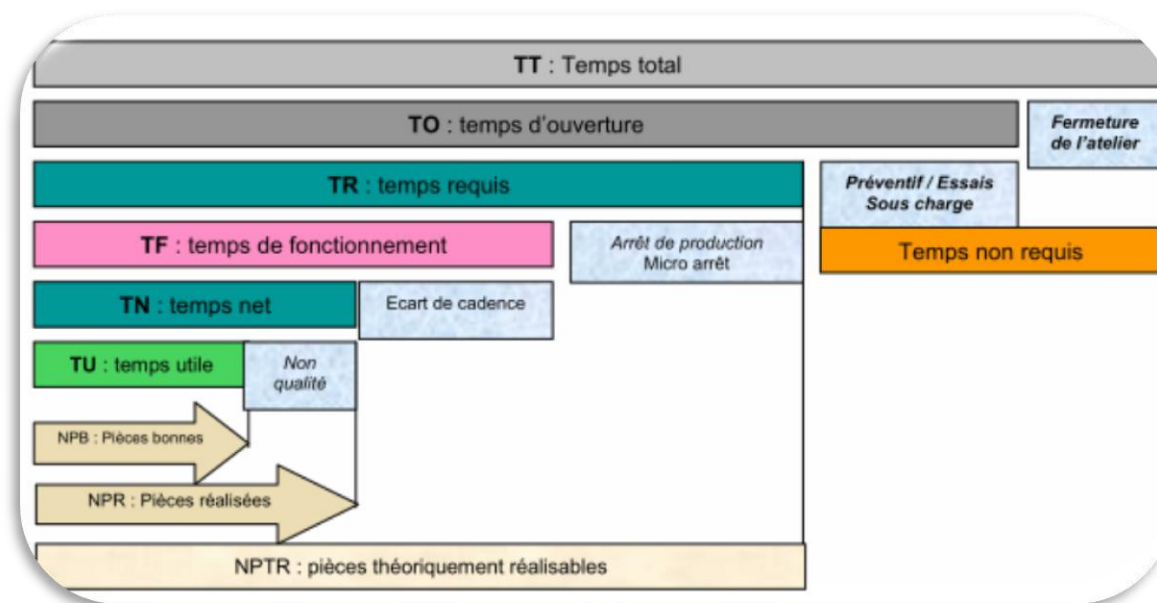 TT : Temps total
TO : temps d'ouverture
Fermeture
de l'atelier
TR : temps requis
Préventif / Essais
Sous charge
TF : temps de fonctionnement
Arrêt de production
Micro arrêt
Temps non requis
TN : temps net
Ecart de cadence
TU : temps utile
Non
qualité
NPB : Pièces bonnes
NPR : Pièces réalisées
NPTR : pièces théoriquement réalisables